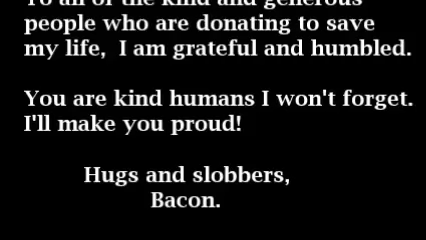 To all of the kind and generous
people who are donating to save
my life, I am grateful and humbled.
You are kind humans I won't forget.
I'll make you proud!
Hugs and slobbers,
Bacon.